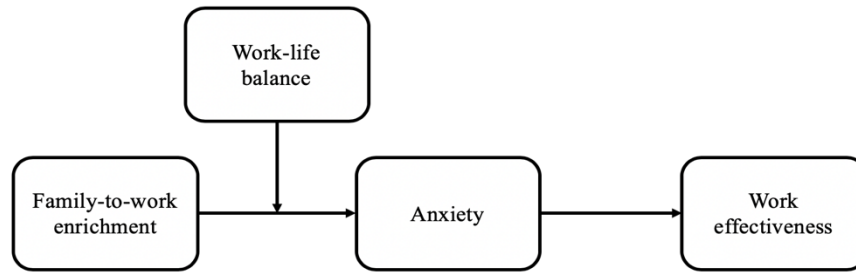 Work-life
balance
Family-to-work
enrichment
Anxiety
Work
effectiveness